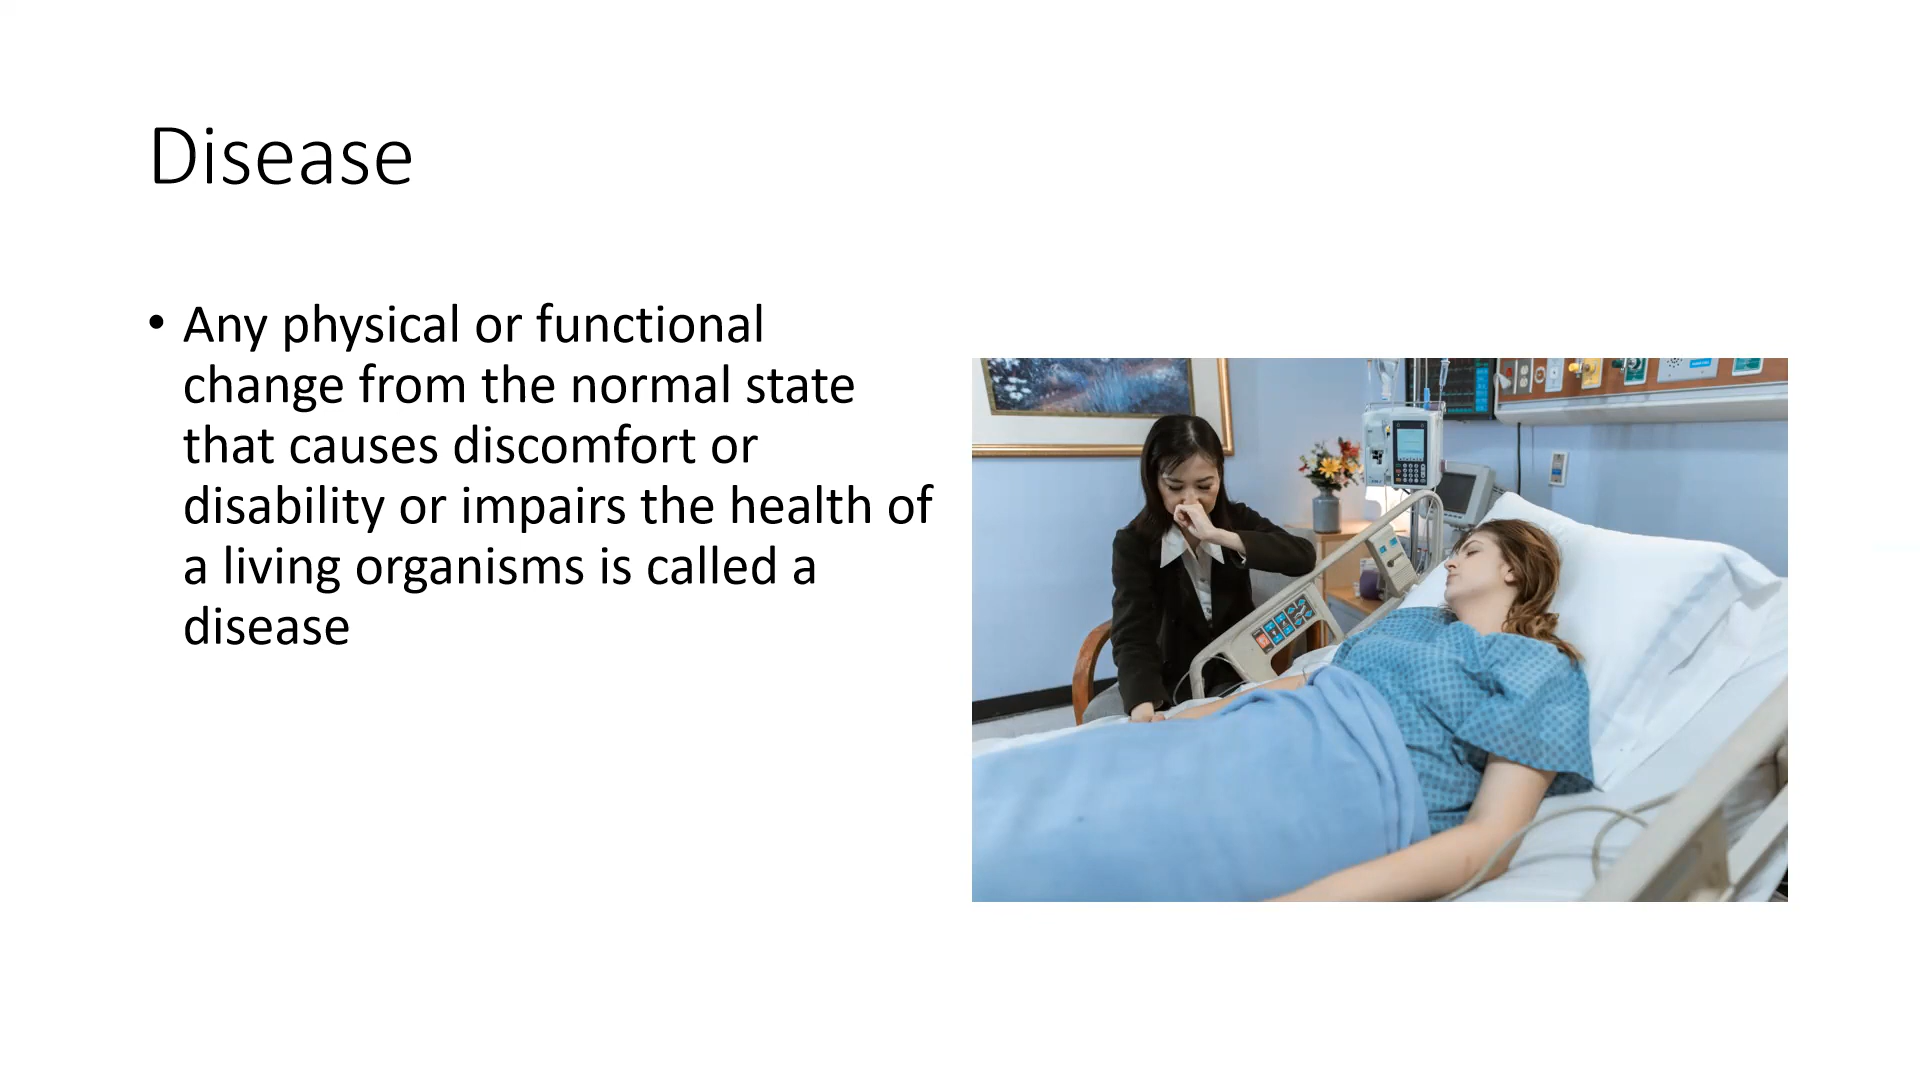 Disease
• Any physical or functional
change from the normal state
that causes discomfort or
disability or impairs the health of
a living organisms is called a
disease